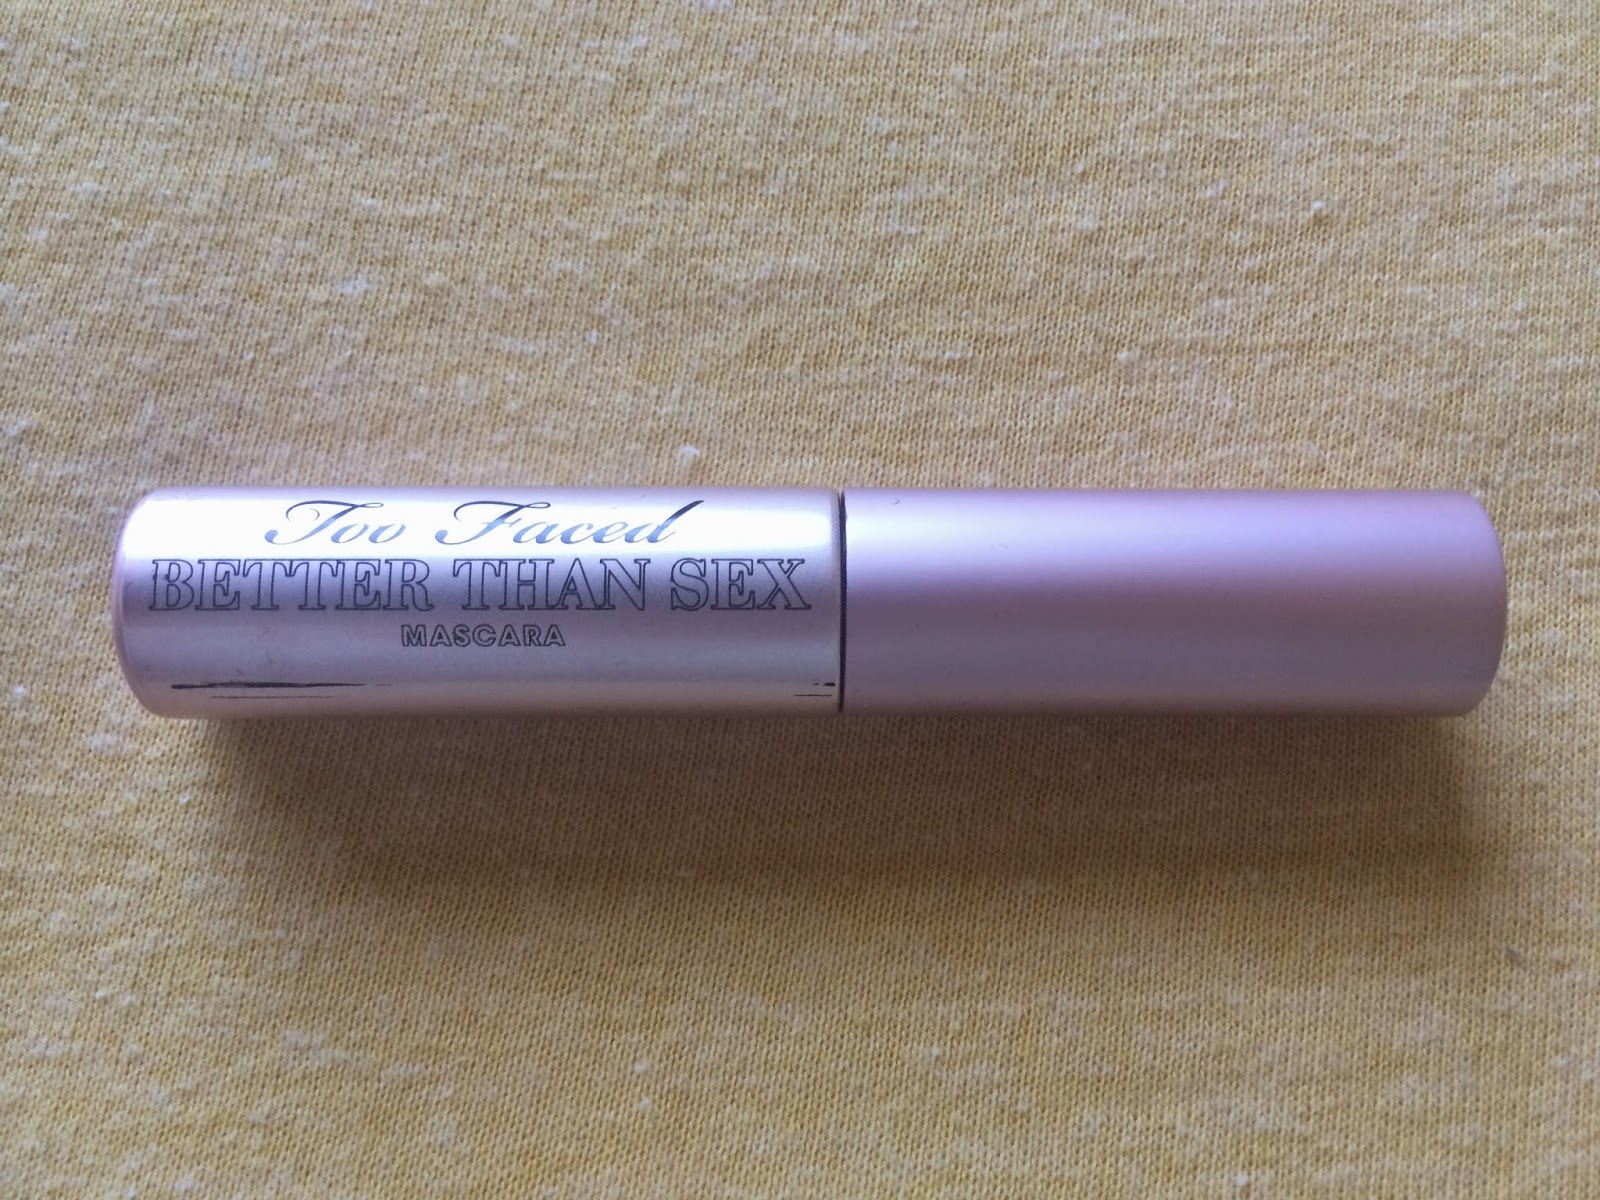 Too Faced
BETTER THAN SEX
MASCARA